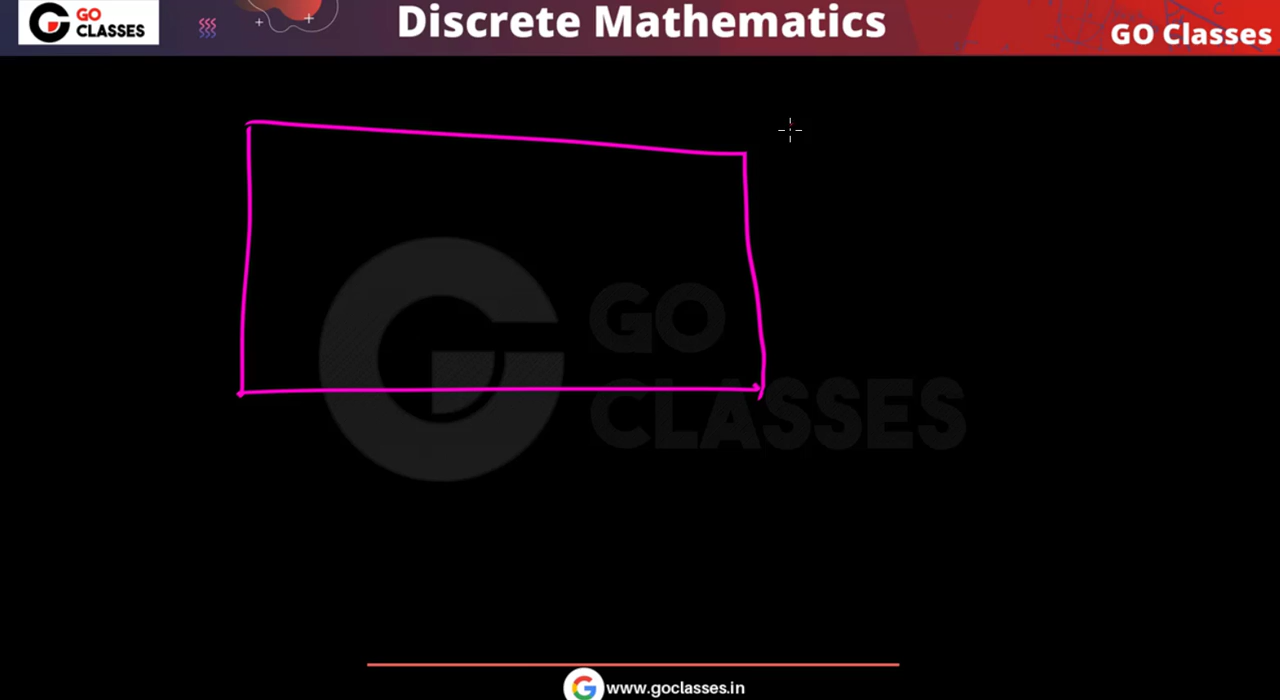 GO
CLASSES
Discrete Mathematics
GO Classes
GO
CLASSES
www.goclasses.in